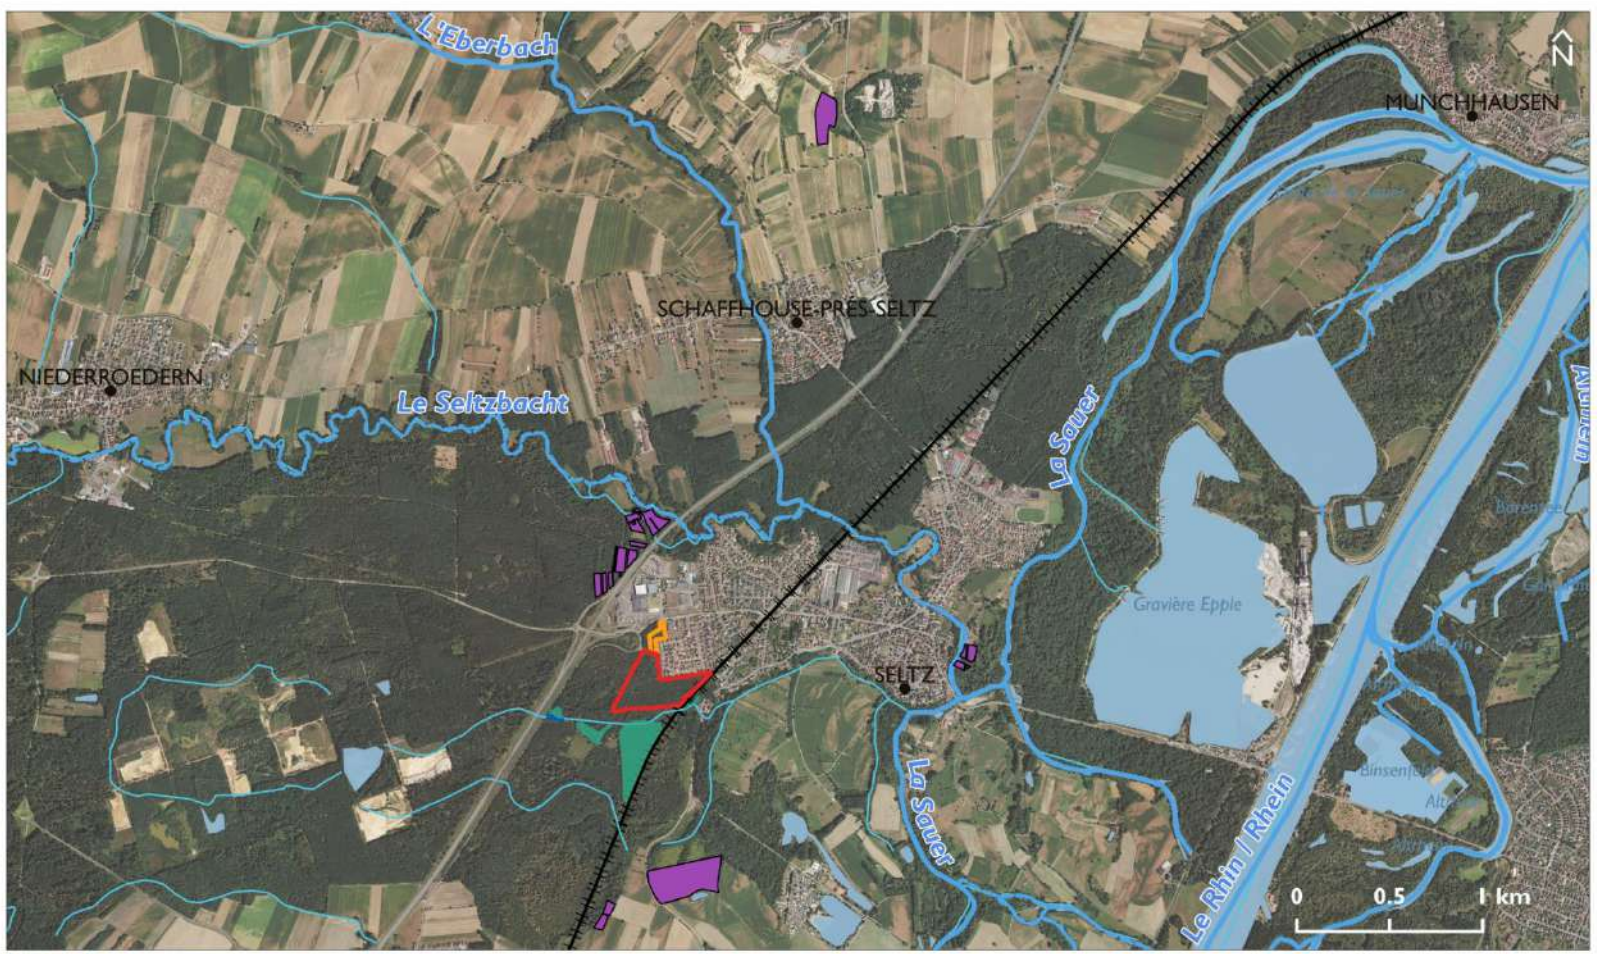 L'Eberbach
N
MUNCHHAUSEN
SCHAFFHOUSE-PRÈS-SELTZ
NIEDERROEDERN
Le Seltzbacht
La Sauer
Gravière Epple
SELTZ
Binsenfeld
La Sauer
Le Rhin / Rhein
0 0.5 1 km